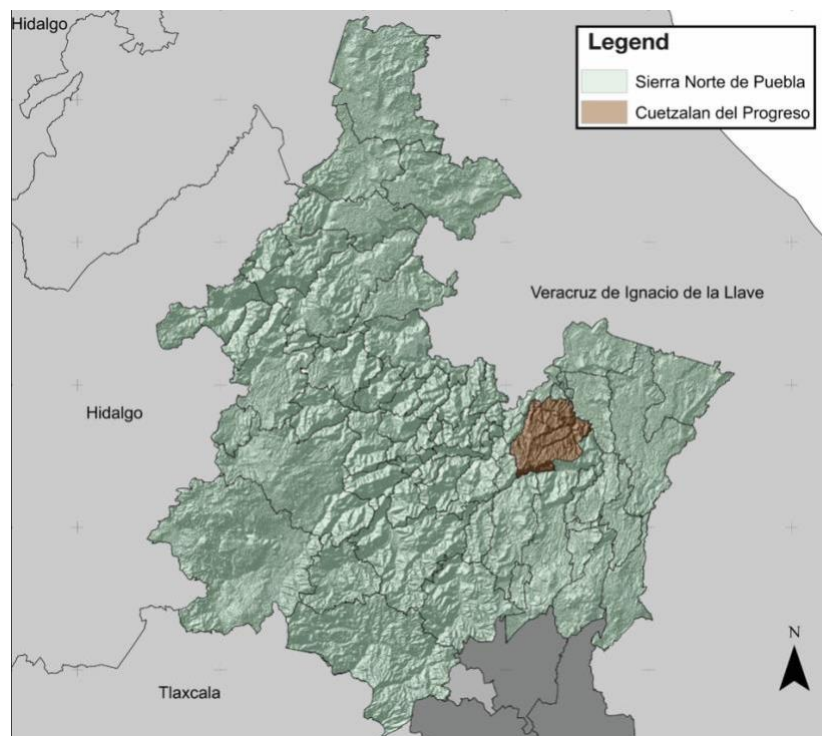 Hidalgo
Legend
Sierra Norte de Puebla
Cuetzalan del Progreso
Veracruz de Ignacio de la Llave
Hidalgo
Tlaxcala
N